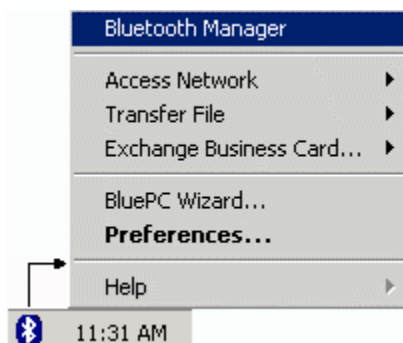 Bluetooth Manager
Access Network
Transfer File
Exchange Business Card...
BluePC Wizard...
Preferences...
Help
11:31 AM